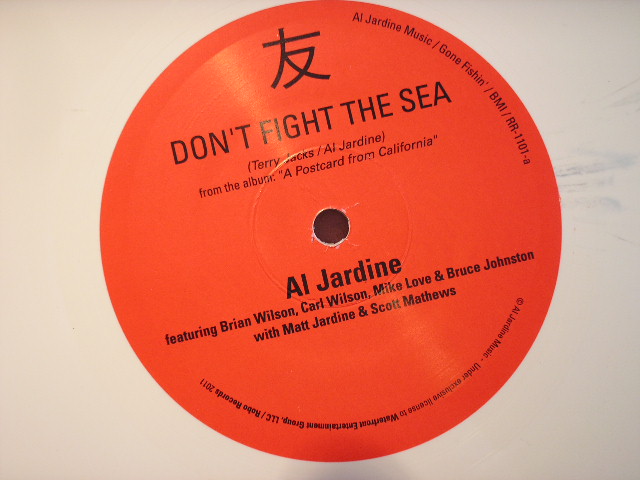 友
DON'T FIGHT THE SEA
(Terry Jacks / Al Jardine)
from the album: "A Postcard from California"
Al Jardine Music / Gone Fishin' / BMI / RR-1101-a
Al Jardine
featuring Brian Wilson, Carl Wilson, Mike Love & Bruce Johnston
with Matt Jardine & Scott Mathews
© Al Jardine Music - Under exclusive license to Waterfront Entertainment Group, LLC / Robo Records 2011